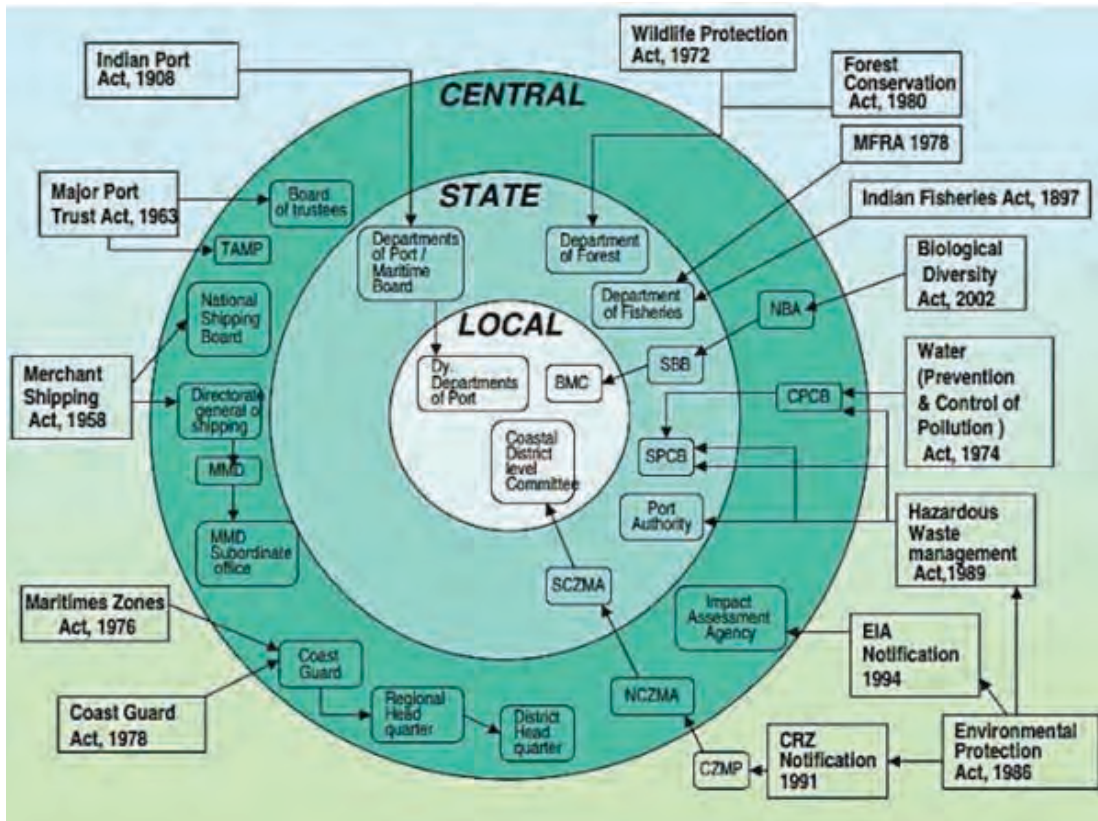 Indian Port
Act, 1908
Wildlife Protection
Act, 1972
Forest
Conservation
Act, 1980
MFRA 1978
Indian Fisheries Act, 1897
Major Port
Trust Act, 1963
Biological
Diversity
Act, 2002
Merchant
Shipping
Act, 1958
Water
(Prevention
& Control of
Pollution )
Act, 1974
Hazardous
Waste
management
Act,1989
Maritimes Zones
Act, 1976
Coast Guard
Act, 1978
EIA
Notification
1994
CRZ
Notification
1991
Environmental
Protection
Act, 1986
CENTRAL
Board
of trustees
TAMP
National
Shipping
Board
Directorate
general o
shipping
MMD
MMD
Subordinate
office
Coast
Guard
Regional
Head
quarter
District
Head
quarter
NBA
CPCB
Impact
Assessment
Agency
NCZMA
CZMP
STATE
Departments
of Port /
Maritime
Board
Department
of Forest
Department
of Fisheries
SBB
SPCB
Port
Authority
SCZMA
LOCAL
Dy.
Departments
of Port
BMC
Coastal
District
level
Committee